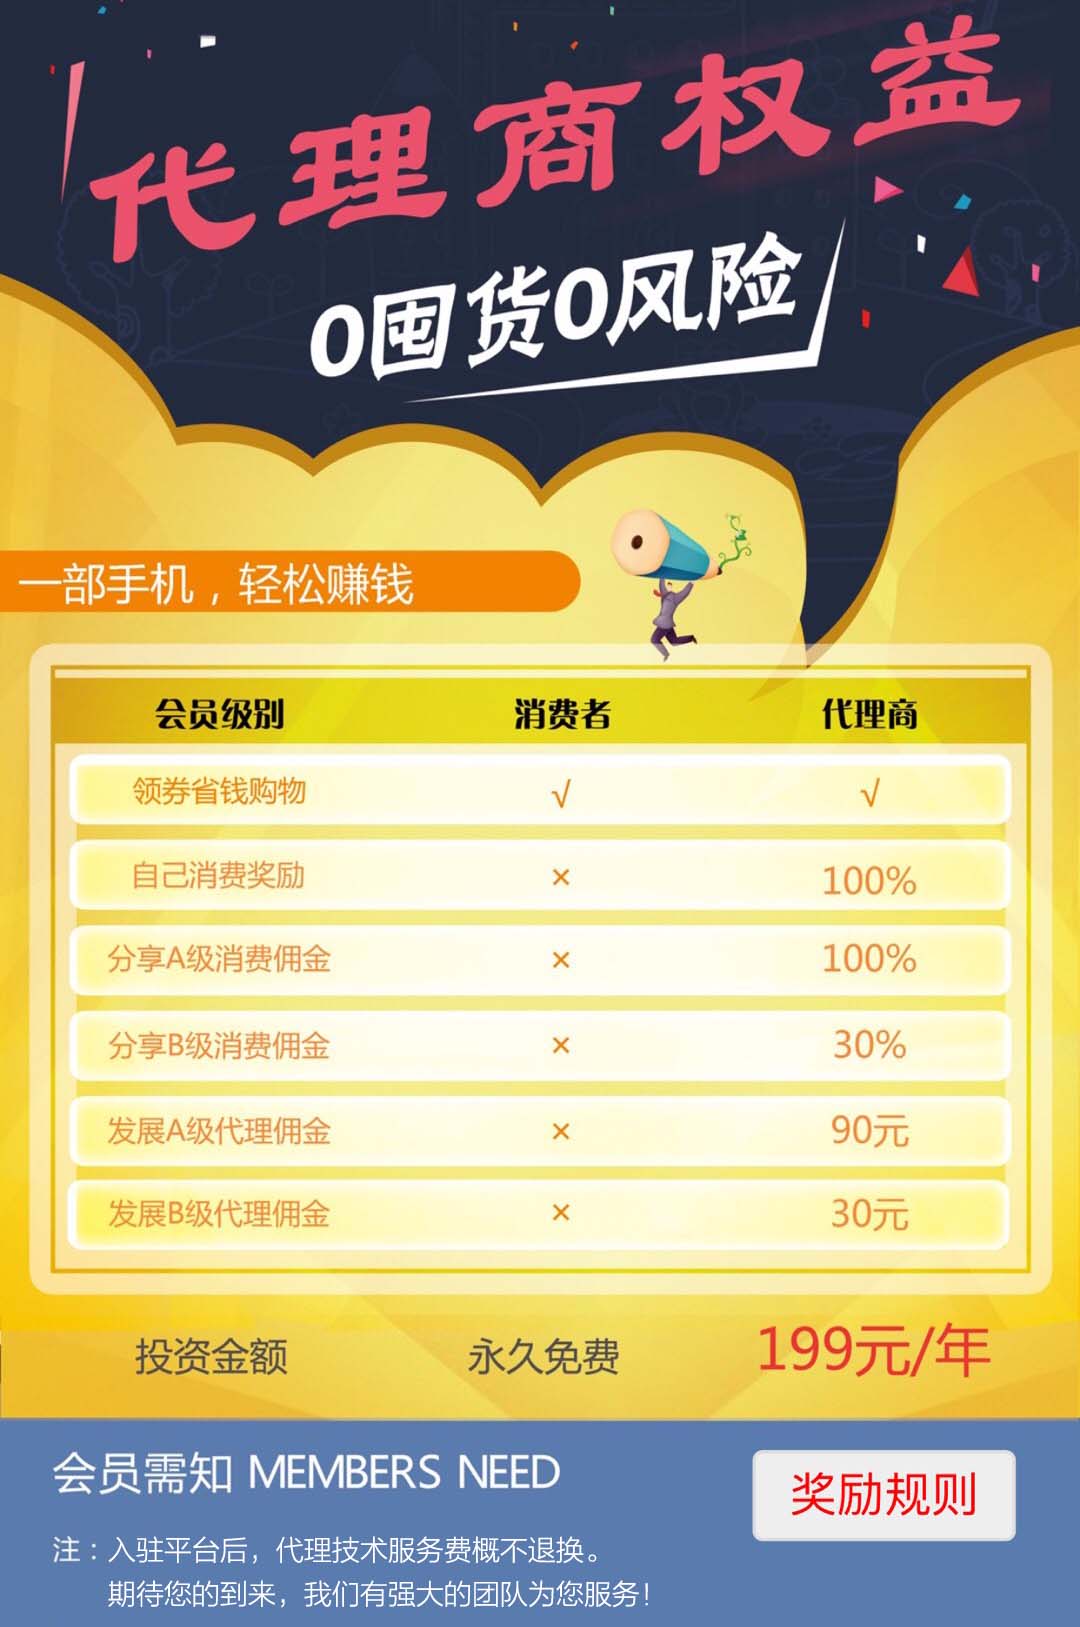 代理商权益
0囤货0风险
一部手机，轻松赚钱
会员级别 消费者 代理商
领券省钱购物 √ √
自己消费奖励 × 100%
分享A级消费佣金 × 100%
分享B级消费佣金 × 30%
发展A级代理佣金 × 90元
发展B级代理佣金 × 30元
投资金额 永久免费 199元/年
会员需知 MEMBERS NEED
奖励规则
注：入驻平台后，代理技术服务费概不退换。
期待您的到来，我们有强大的团队为您服务！